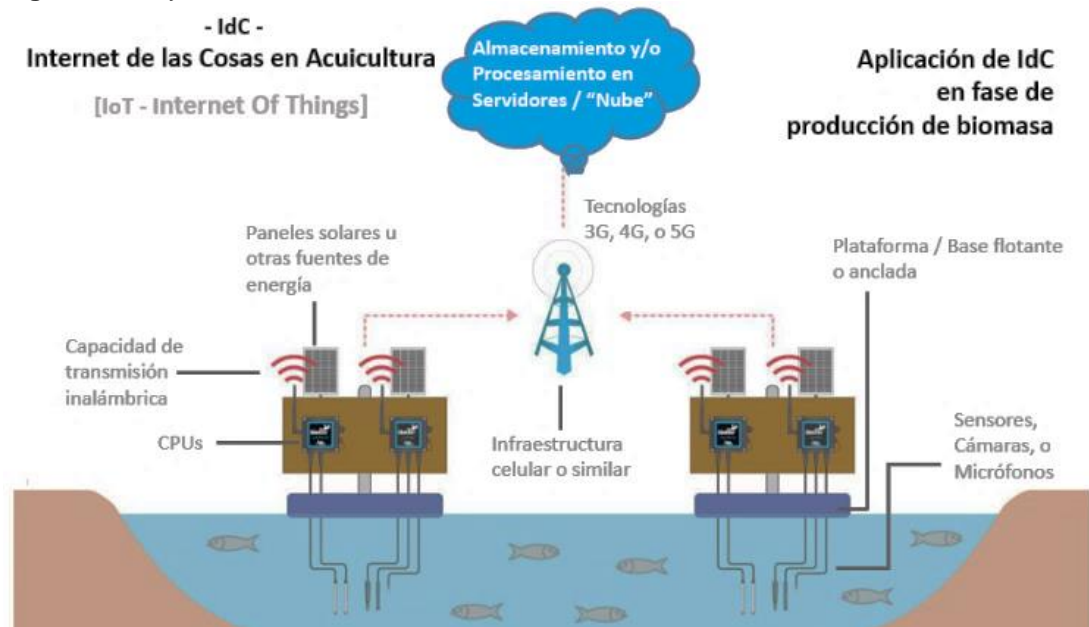 - IdC -
Internet de las Cosas en Acuicultura
[IoT - Internet Of Things]
Almacenamiento y/o
Procesamiento en
Servidores / “Nube”
Aplicación de IdC
en fase de
producción de biomasa
Tecnologías
3G, 4G, o 5G
Paneles solares u
otras fuentes de
energía
Plataforma / Base flotante
o anclada
Capacidad de
transmisión
inalámbrica
CPUs
Infraestructura
celular o similar
Sensores,
Cámaras, o
Micrófonos